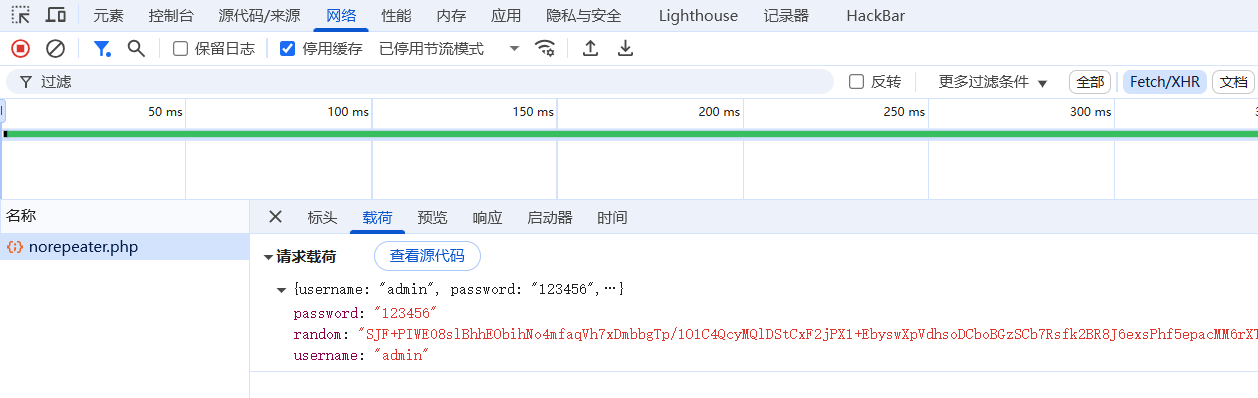 元素 控制台 源代码/来源 网络 性能 内存 应用 隐私与安全 Lighthouse 记录器 HackBar
保留日志 停用缓存 已停用节流模式
过滤 反转 更多过滤条件 全部 Fetch/XHR 文档
50 ms 100 ms 150 ms 200 ms 250 ms 300 ms
名称 标头 载荷 预览 响应 启动器 时间
norepeater.php
请求载荷 查看源代码
{username: "admin", password: "123456",…}
password: "123456"
random: "SJF+PIWEO8slBhhEObihNo4mfaqVh7xDmbbgTp/1O1C4QcyMQlDStCxF2jPX1+EbyswXpVdhsoDCboBGzSCb7Rsfk2BR8J6exsPhf5epacMM6rXT
username: "admin"